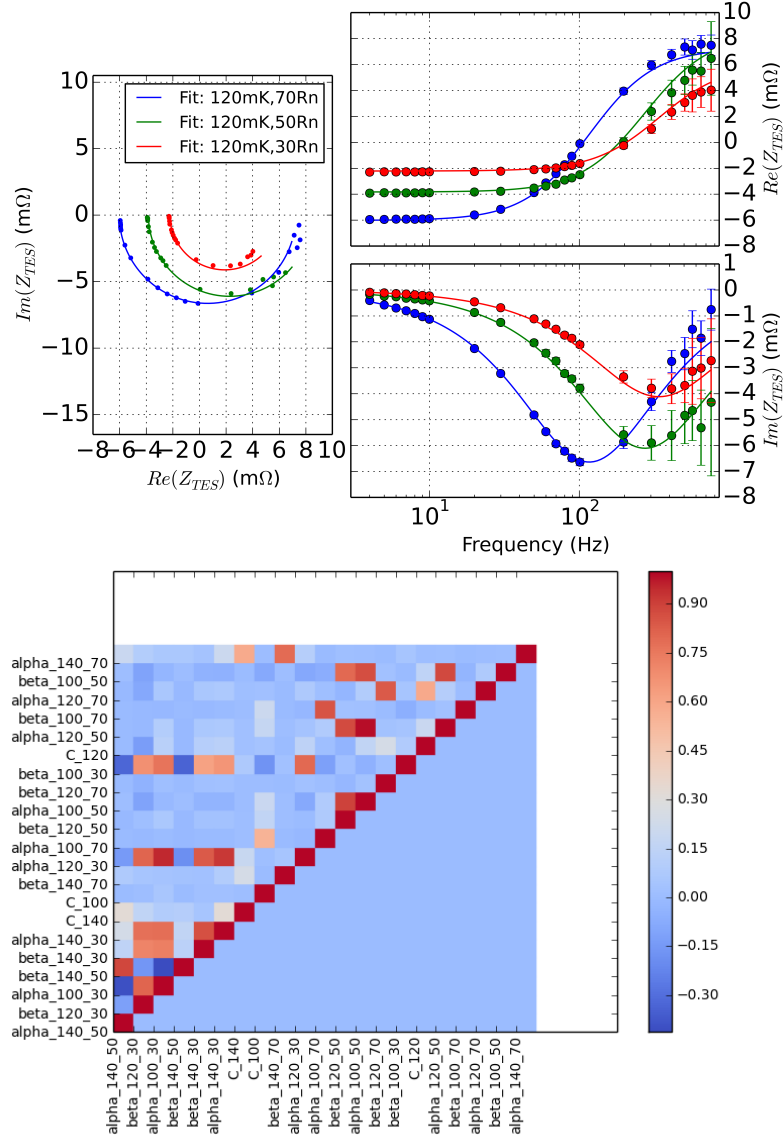 Fit: 120mK,70Rn
Fit: 120mK,50Rn
Fit: 120mK,30Rn
10
5
0
−5
−10
−15
Im(Z_TES) (mΩ)
−8 −6 −4 −2 0 2 4 6 8 10
Re(Z_TES) (mΩ)
10
8
6
4
2
0
−2
−4
−6
−8
Re(Z_TES) (mΩ)
1
0
−1
−2
−3
−4
−5
−6
−7
−8
Im(Z_TES) (mΩ)
10^1 10^2
Frequency (Hz)
alpha_140_70
beta_100_50
alpha_120_70
beta_100_70
alpha_120_50
C_120
beta_100_30
beta_120_70
alpha_100_50
beta_120_50
alpha_100_70
alpha_120_30
beta_140_70
C_100
C_140
alpha_140_30
beta_140_30
beta_140_50
alpha_100_30
beta_120_30
alpha_140_50
0.90
0.75
0.60
0.45
0.30
0.15
0.00
−0.15
−0.30
alpha_140_50
beta_120_30
alpha_100_30
beta_140_50
beta_140_30
alpha_140_30
C_140
C_100
beta_140_70
alpha_120_30
alpha_100_70
beta_120_50
alpha_100_50
beta_120_70
beta_100_30
C_120
alpha_120_50
beta_100_70
alpha_120_70
beta_100_50
alpha_140_70